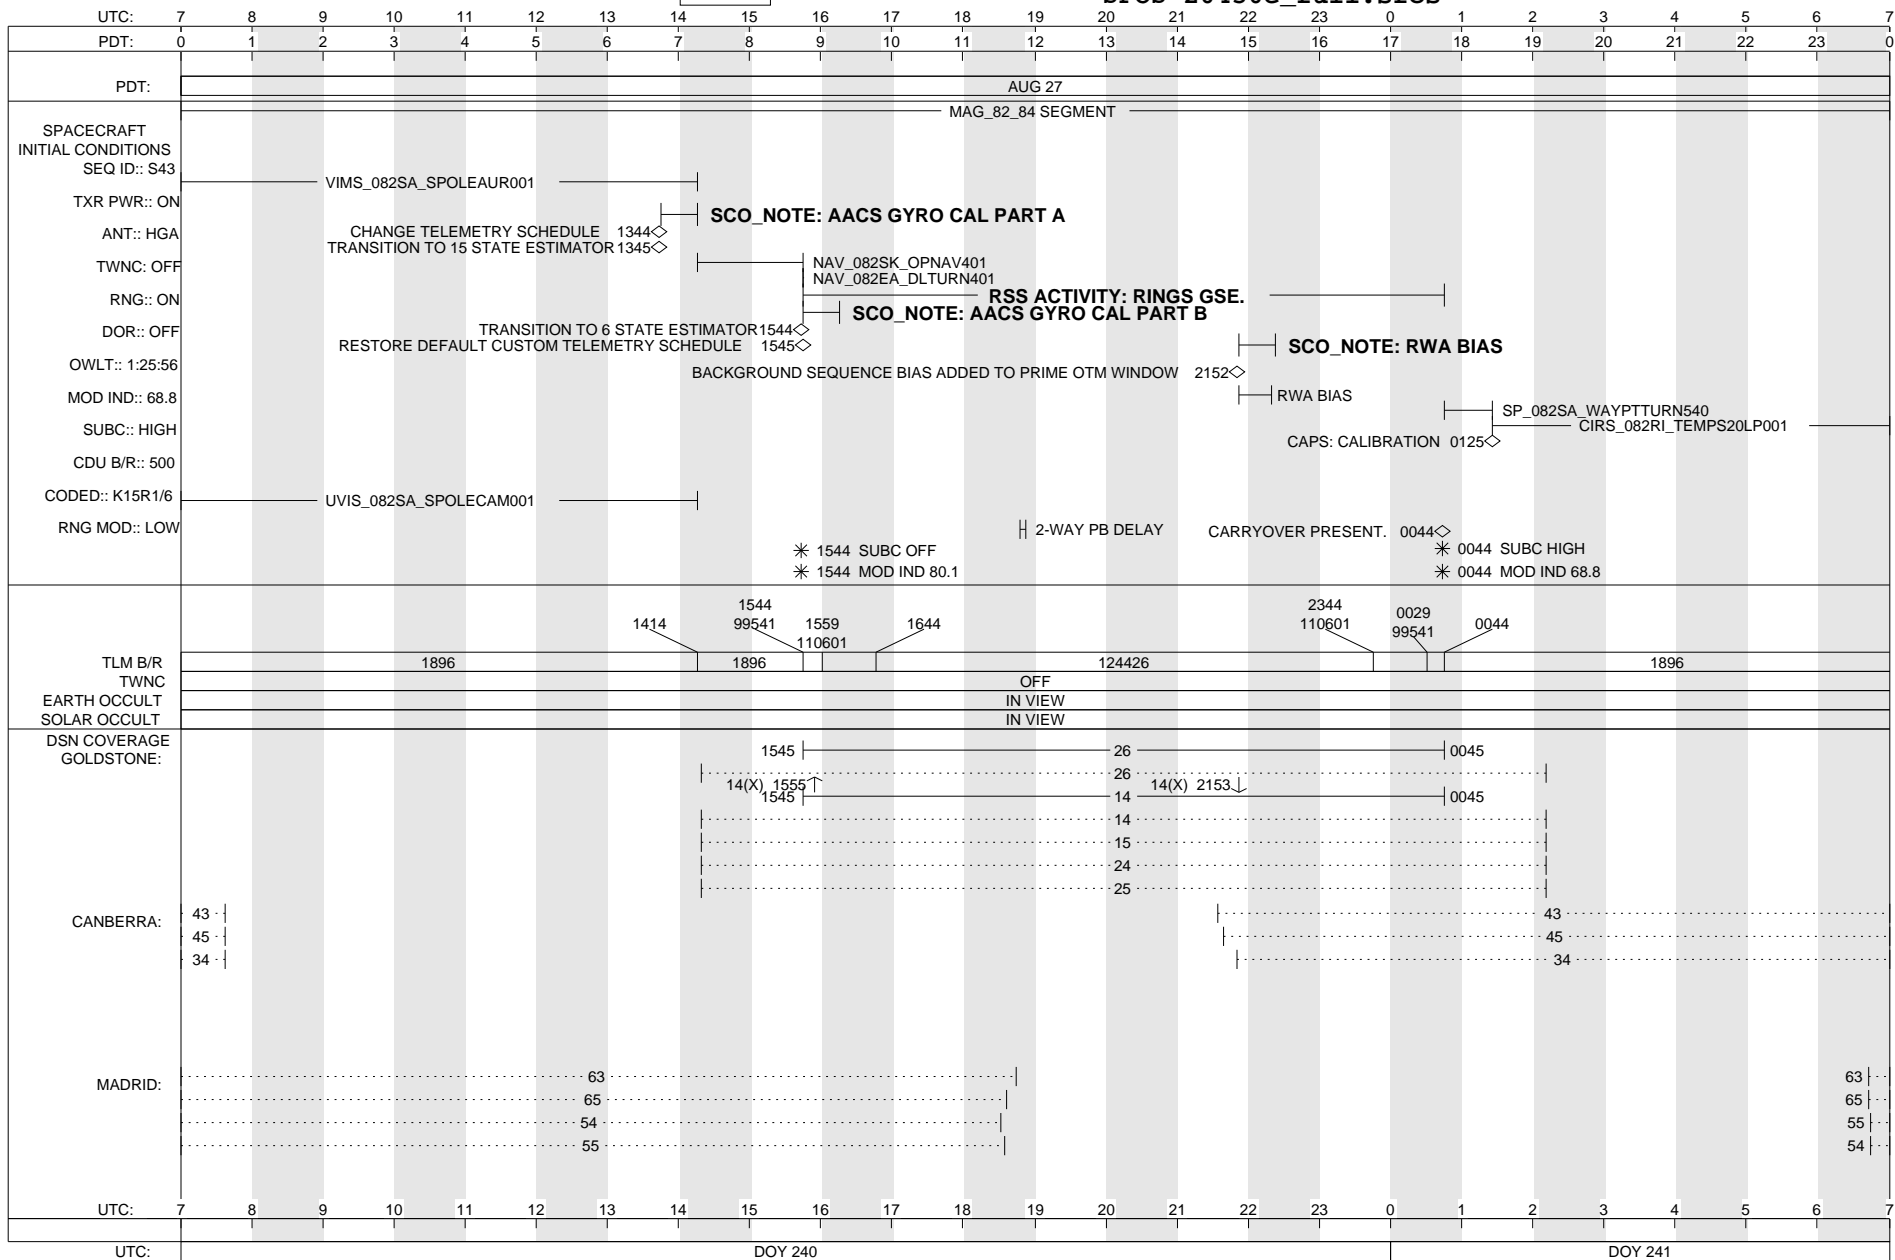 UTC: 7 8 9 10 11 12 13 14 15 16 17 18 19 20 21 22 23 0 1 2 3 4 5 6 7
PDT: 0 1 2 3 4 5 6 7 8 9 10 11 12 13 14 15 16 17 18 19 20 21 22 23 0
PDT: AUG 27
MAG_82_84 SEGMENT
SPACECRAFT
INITIAL CONDITIONS
SEQ ID:: S43
VIMS_082SA_SPOLEAUR001
TXR PWR:: ON
SCO_NOTE: AACS GYRO CAL PART A
ANT:: HGA
CHANGE TELEMETRY SCHEDULE 1344
TRANSITION TO 15 STATE ESTIMATOR 1345
TWNC: OFF
NAV_082SK_OPNAV401
NAV_082EA_DLTURN401
RNG:: ON
RSS ACTIVITY: RINGS GSE.
SCO_NOTE: AACS GYRO CAL PART B
DOR:: OFF
TRANSITION TO 6 STATE ESTIMATOR 1544
RESTORE DEFAULT CUSTOM TELEMETRY SCHEDULE 1545
SCO_NOTE: RWA BIAS
OWLT:: 1:25:56
BACKGROUND SEQUENCE BIAS ADDED TO PRIME OTM WINDOW 2152
MOD IND:: 68.8
RWA BIAS
SP_082SA_WAYPTTURN540
CIRS_082RI_TEMPS20LP001
SUBC:: HIGH
CAPS: CALIBRATION 0125
CDU B/R:: 500
CODED:: K15R1/6
UVIS_082SA_SPOLECAM001
RNG MOD:: LOW
2-WAY PB DELAY
CARRYOVER PRESENT. 0044
1544 SUBC OFF
0044 SUBC HIGH
1544 MOD IND 80.1
0044 MOD IND 68.8
1544 2344
0029
1414 99541 1559 1644 110601 0044
99541
110601
TLM B/R 1896 1896 124426 1896
TWNC OFF
EARTH OCCULT IN VIEW
SOLAR OCCULT IN VIEW
DSN COVERAGE
GOLDSTONE:
1545 26 0045
26
14(X) 1555 14(X) 2153
1545 14 0045
14
15
24
25
CANBERRA:
43 43
45 45
34 34
MADRID:
63 63
65 65
54 55
55 54
UTC: 7 8 9 10 11 12 13 14 15 16 17 18 19 20 21 22 23 0 1 2 3 4 5 6 7
UTC: DOY 240 DOY 241